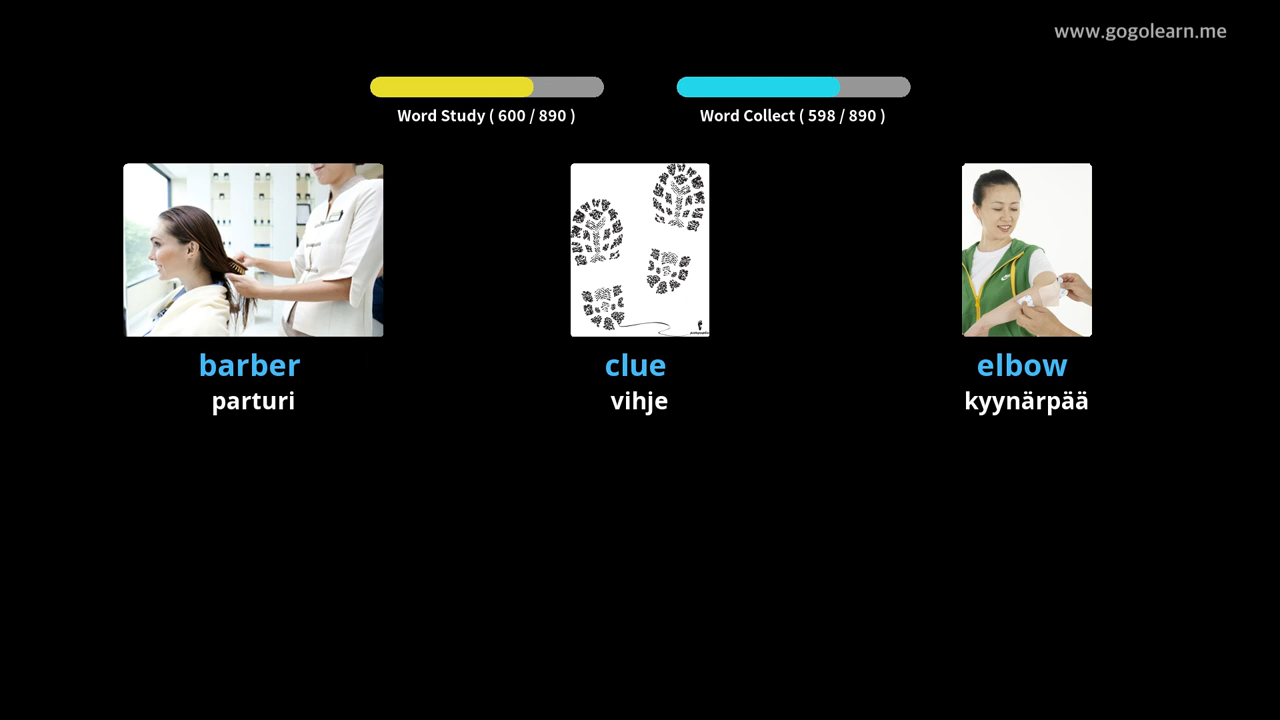 www.gogolearn.me
Word Study ( 600 / 890 )
Word Collect ( 598 / 890 )
barber
parturi
clue
vihje
elbow
kyynärpää